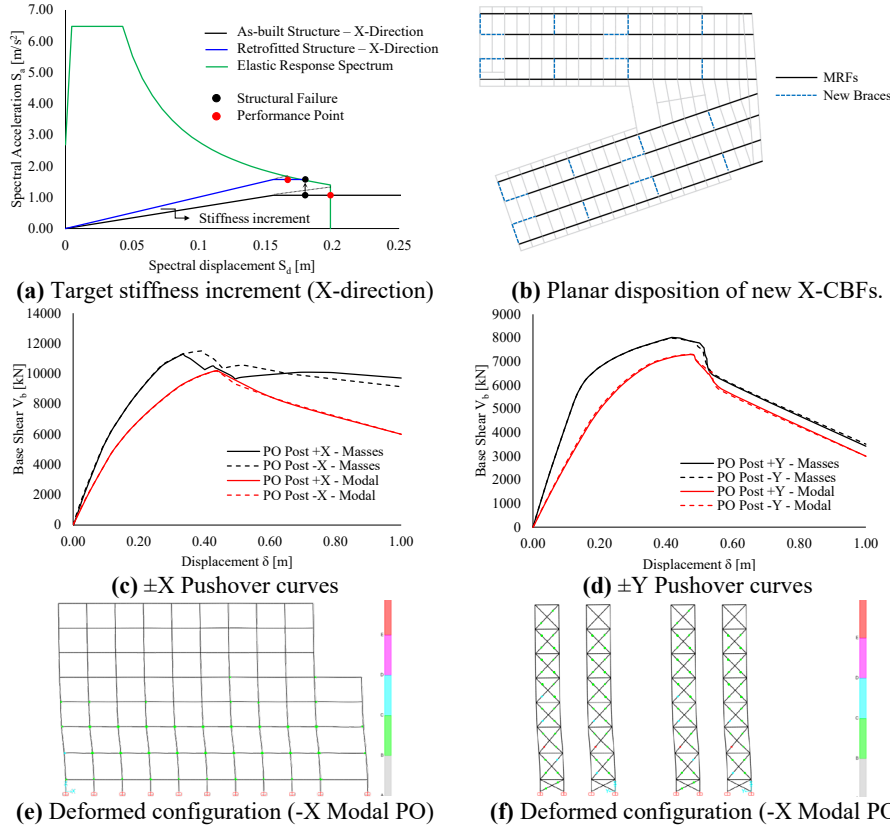 7.00
6.00
5.00
4.00
3.00
2.00
1.00
0.00
Spectral Acceleration Sa [m/s²]
As-built Structure – X-Direction
Retrofitted Structure – X-Direction
Elastic Response Spectrum
Structural Failure
Performance Point
Stiffness increment
0 0.05 0.1 0.15 0.2 0.25
Spectral displacement Sd [m]
(a) Target stiffness increment (X-direction)
MRFs
New Braces
(b) Planar disposition of new X-CBFs.
14000
12000
10000
8000
6000
4000
2000
0
Base Shear Vb [kN]
PO Post +X - Masses
PO Post -X - Masses
PO Post +X - Modal
PO Post -X - Modal
0.00 0.20 0.40 0.60 0.80 1.00
Displacement δ [m]
(c) ±X Pushover curves
9000
8000
7000
6000
5000
4000
3000
2000
1000
0
Base Shear Vb [kN]
PO Post +Y - Masses
PO Post -Y - Masses
PO Post +Y - Modal
PO Post -Y - Modal
0.00 0.20 0.40 0.60 0.80 1.00
Displacement δ [m]
(d) ±Y Pushover curves
(e) Deformed configuration (-X Modal PO)
(f) Deformed configuration (-X Modal PO